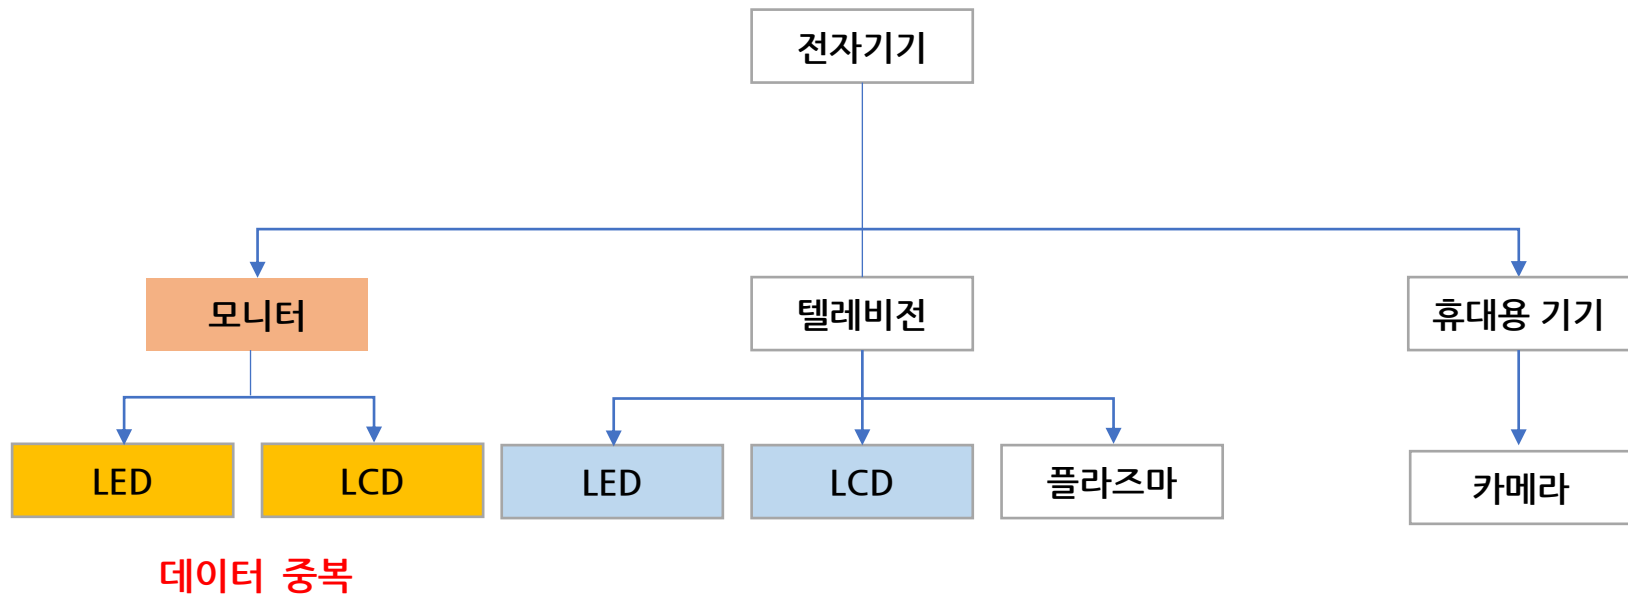 전자기기
모니터
텔레비전
휴대용 기기
LED
LCD
LED
LCD
플라즈마
카메라
데이터 중복